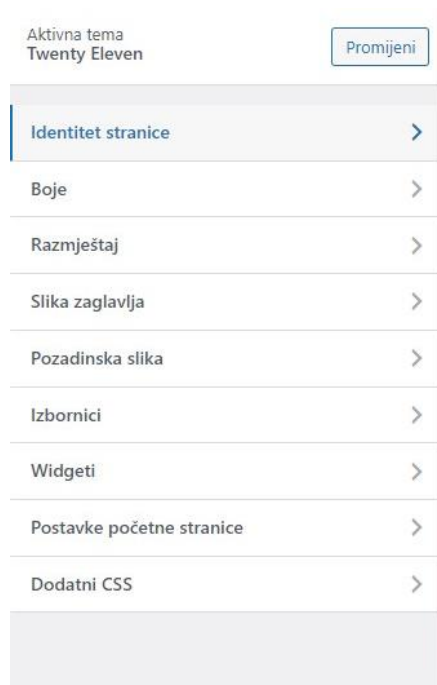 Aktivna tema
Twenty Eleven
Promijeni
Identitet stranice
Boje
Razmještaj
Slika zaglavlja
Pozadinska slika
Izbornici
Widgeti
Postavke početne stranice
Dodatni CSS